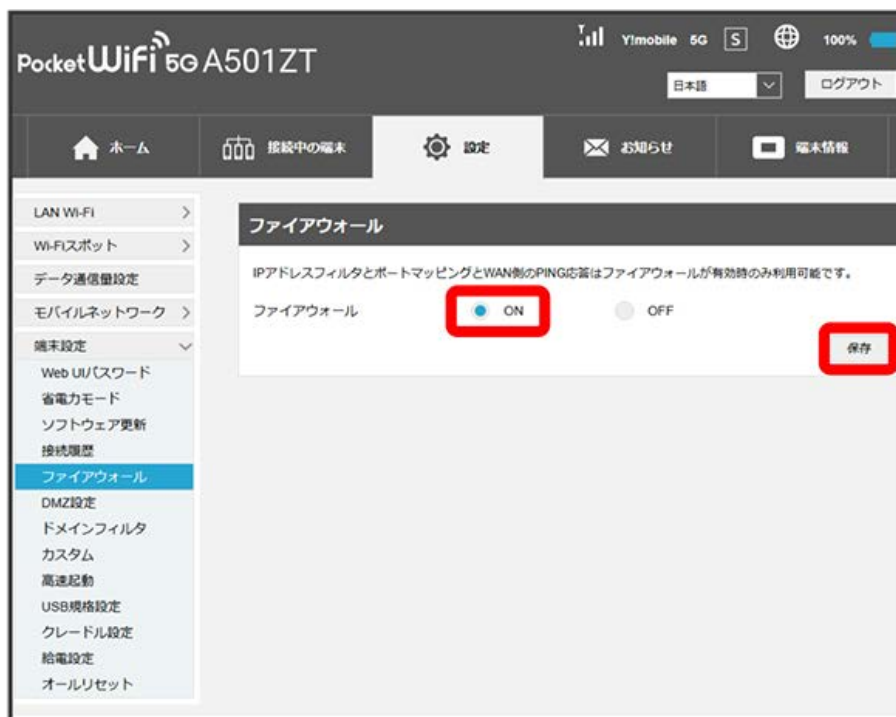 Y!mobile 5G S 100%
Pocket WiFi 5G A501ZT
日本語 ログアウト
ホーム 接続中の端末 設定 お知らせ 端末情報
LAN Wi-Fi
Wi-Fiスポット
データ通信量設定
モバイルネットワーク
端末設定
Web UIパスワード
省電力モード
ソフトウェア更新
接続履歴
ファイアウォール
DMZ設定
ドメインフィルタ
カスタム
高速起動
USB規格設定
クレードル設定
給電設定
オールリセット
ファイアウォール
IPアドレスフィルタとポートマッピングとWAN側のPING応答はファイアウォールが有効時のみ利用可能です。
ファイアウォール ON OFF
保存